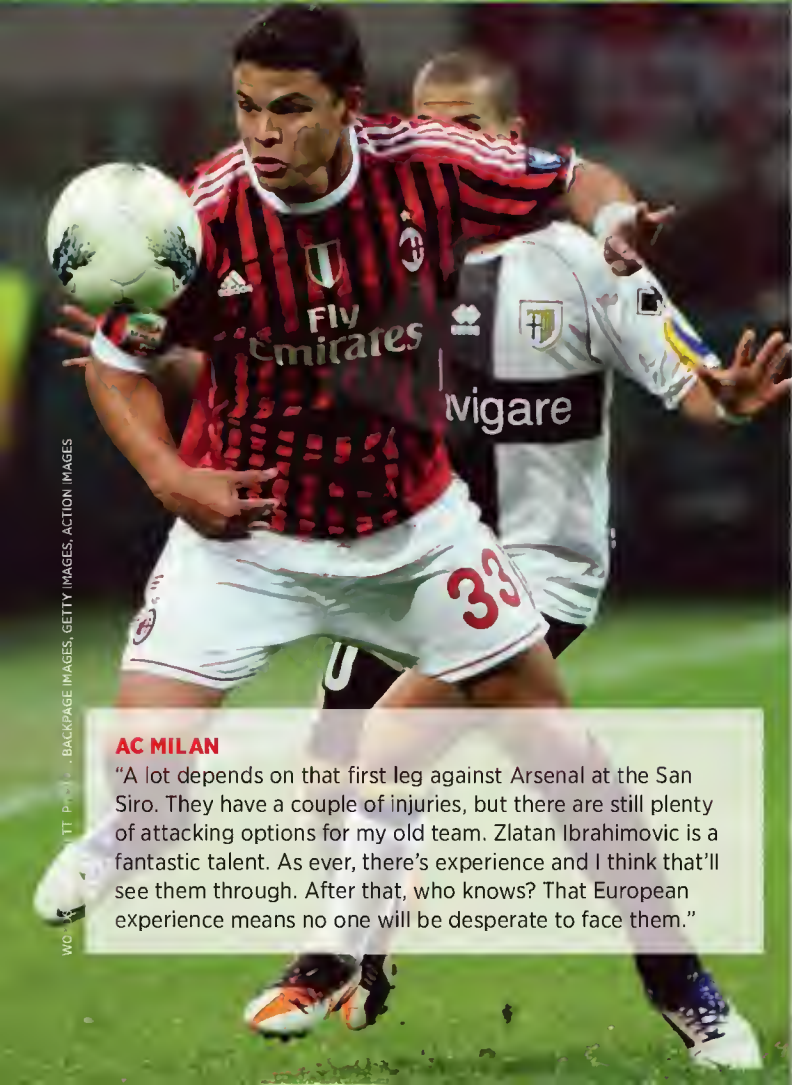 Fly
Emirates
vigare
33
0
AC MILAN
“A lot depends on that first leg against Arsenal at the San
Siro. They have a couple of injuries, but there are still plenty
of attacking options for my old team. Zlatan Ibrahimovic is a
fantastic talent. As ever, there’s experience and I think that’ll
see them through. After that, who knows? That European
experience means no one will be desperate to face them.”
BACKPAGE IMAGES, GETTY IMAGES, ACTION IMAGES